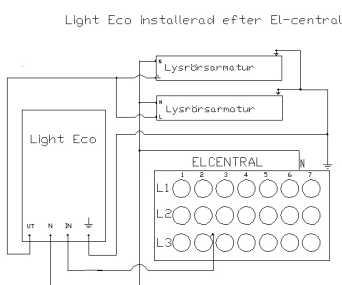 Light Eco Installerad efter El-central
N
Lysrörsarmatur
L
N
Lysrörsarmatur
L
Light Eco
ELCENTRAL
N
1 2 3 4 5 6 7
L1
L2
L3
UT N IN